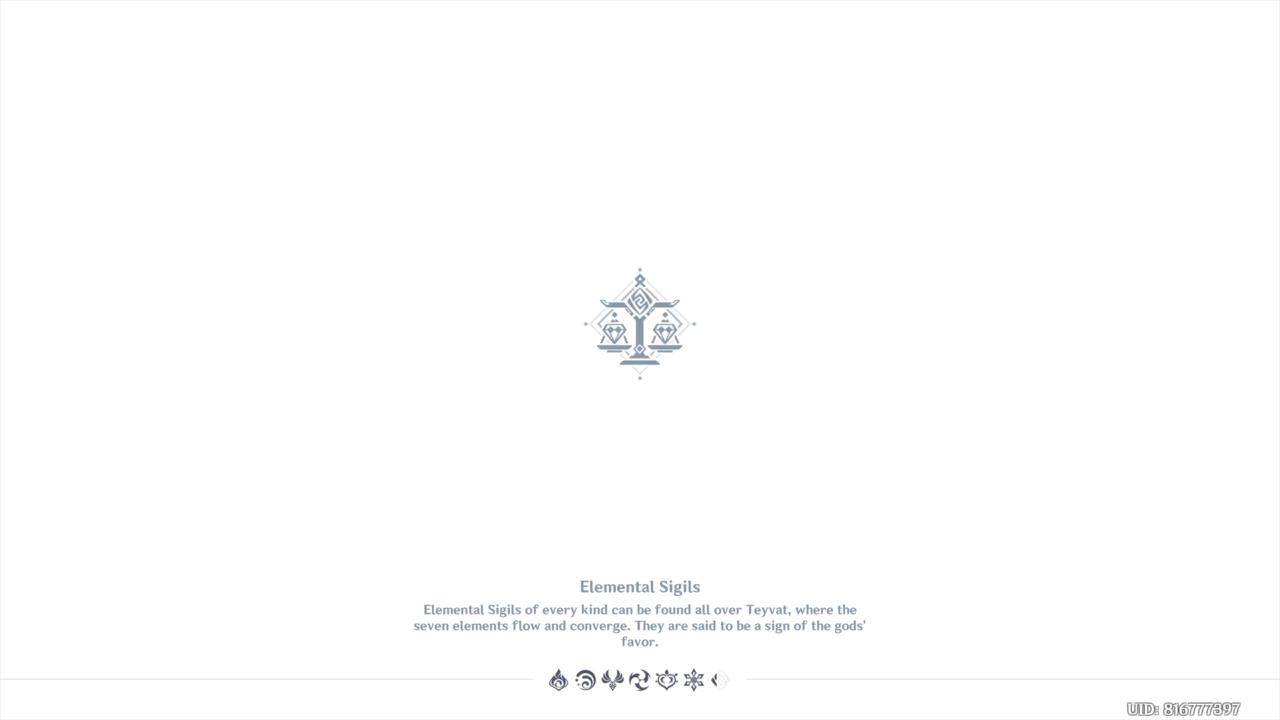 Elemental Sigils
Elemental Sigils of every kind can be found all over Teyvat, where the
seven elements flow and converge. They are said to be a sign of the gods'
favor.
UID: 816777397